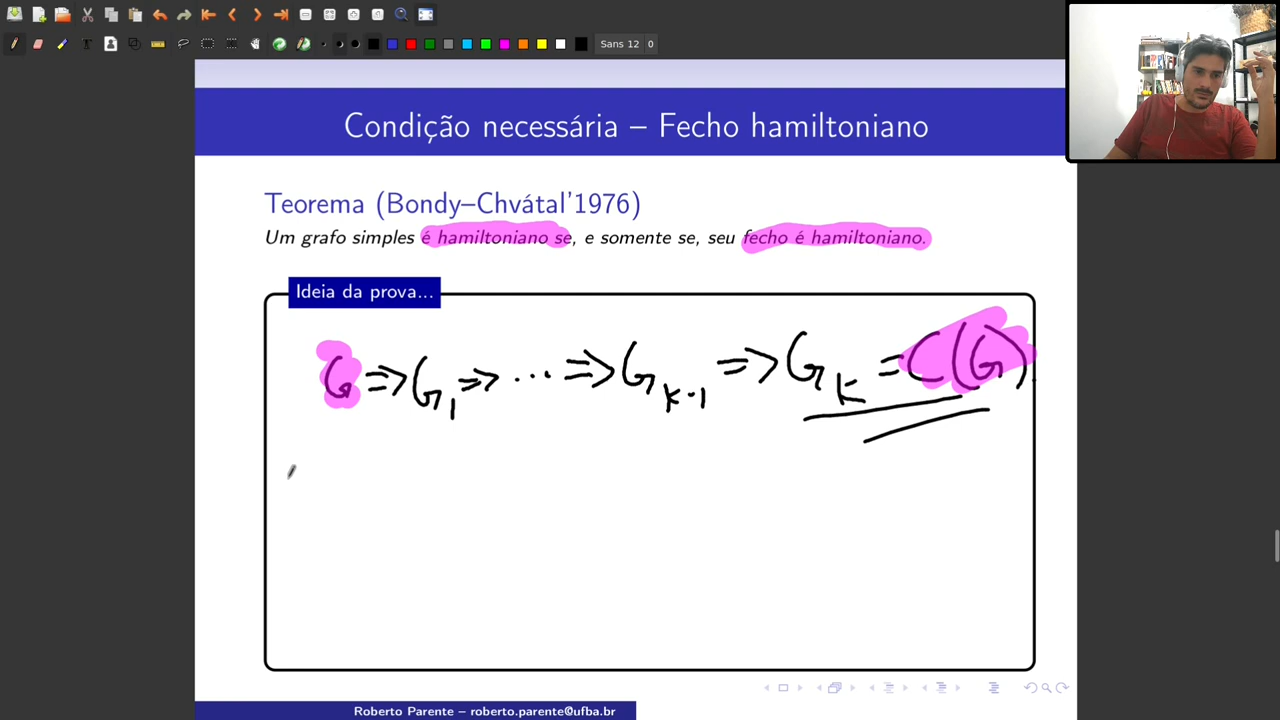 Sans 12
Condição necessária – Fecho hamiltoniano
Teorema (Bondy–Chvátal'1976)
Um grafo simples é hamiltoniano se, e somente se, seu fecho é hamiltoniano.
Ideia da prova...
G => G1 => ... => Gk-1 => Gk = C(G)
Roberto Parente – roberto.parente@ufba.br